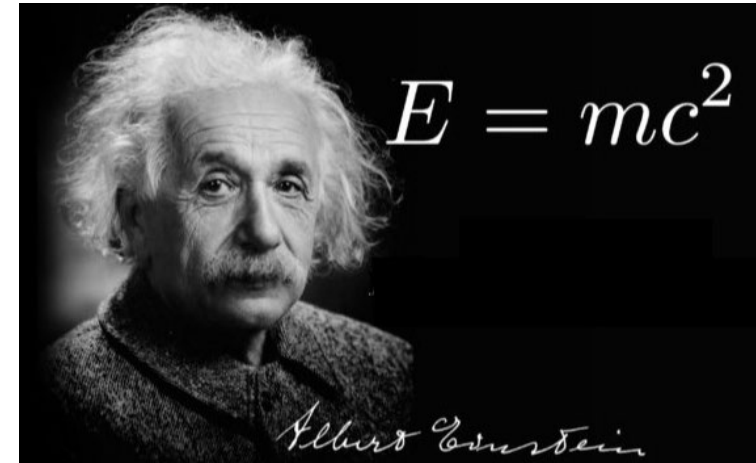 E = mc²
Albert Einstein